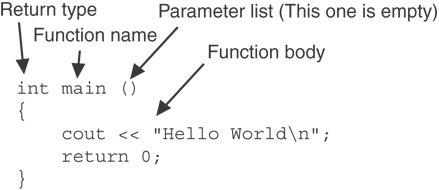 Return type
Parameter list (This one is empty)
Function name
Function body
int main ()
{
cout << "Hello World\n";
return 0;
}